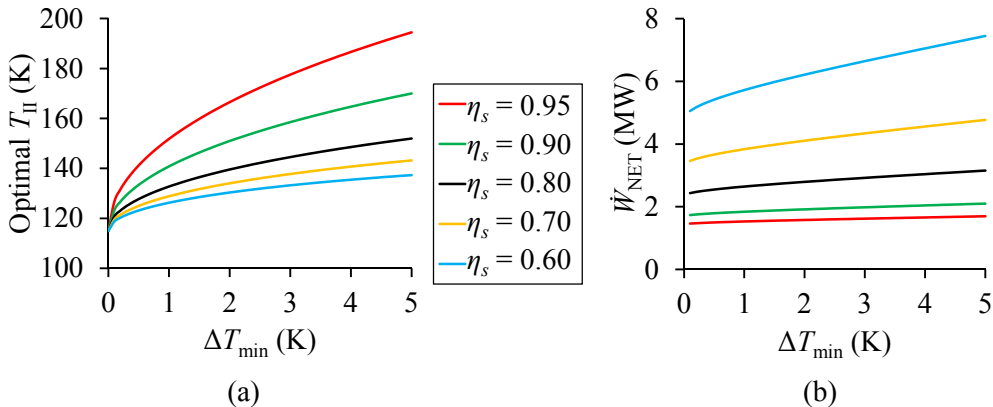 200
180
160
140
120
100
Optimal T_II (K)
0 1 2 3 4 5
ΔT_min (K)
(a)
η_s = 0.95
η_s = 0.90
η_s = 0.80
η_s = 0.70
η_s = 0.60
8
6
4
2
0
Ẇ_NET (MW)
0 1 2 3 4 5
ΔT_min (K)
(b)